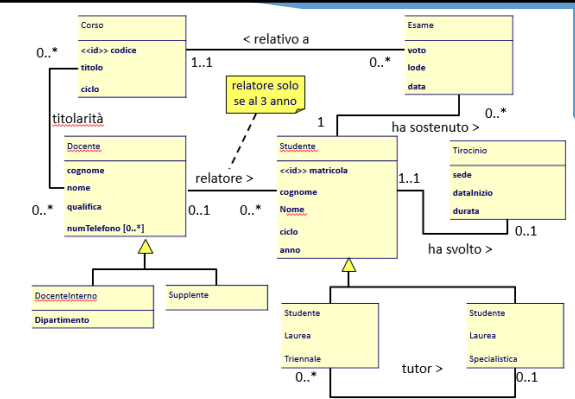 Corso
<<id>> codice
titolo
ciclo
0..*
1..1
< relativo a
0..*
Esame
voto
lode
data
relatore solo
se al 3 anno
titolarità
1
ha sostenuto >
0..*
Docente
cognome
nome
qualifica
numTelefono [0..*]
0..*
0..1
relatore >
0..*
Studente
<<id>> matricola
cognome
Nome
ciclo
anno
1..1
Tirocinio
sede
dataInizio
durata
0..1
ha svolto >
DocenteInterno
Dipartimento
Supplente
Studente
Laurea
Triennale
0..*
tutor >
Studente
Laurea
Specialistica
0..1